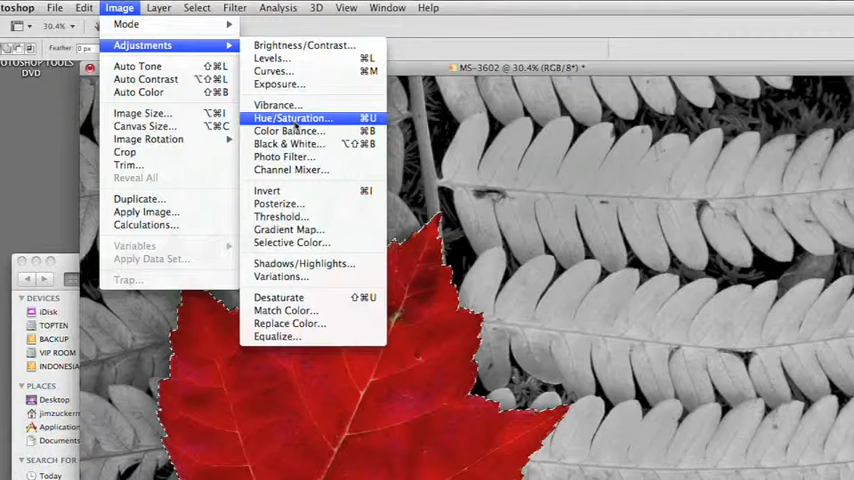 toshop File Edit Image Layer Select Filter Analysis 3D View Window Help
30.4%
Feather: 0 px
OTOSHOP TOOLS
DVD
MS-3602 @ 30.4% (RGB/8*) *
Mode
Adjustments
Auto Tone ⇧⌘L
Auto Contrast ⌥⇧⌘L
Auto Color ⇧⌘B
Image Size... ⌥⌘I
Canvas Size... ⌥⌘C
Image Rotation
Crop
Trim...
Reveal All
Duplicate...
Apply Image...
Calculations...
Variables
Apply Data Set...
Trap...
Brightness/Contrast...
Levels... ⌘L
Curves... ⌘M
Exposure...
Vibrance...
Hue/Saturation... ⌘U
Color Balance... ⌘B
Black & White... ⌥⇧⌘B
Photo Filter...
Channel Mixer...
Invert ⌘I
Posterize...
Threshold...
Gradient Map...
Selective Color...
Shadows/Highlights...
Variations...
Desaturate ⇧⌘U
Match Color...
Replace Color...
Equalize...
DEVICES
iDisk
TOPTEN
BACKUP
VIP ROOM
INDONESIA
PLACES
Desktop
jimzuckern
Application
Documents
SEARCH FOR
Today